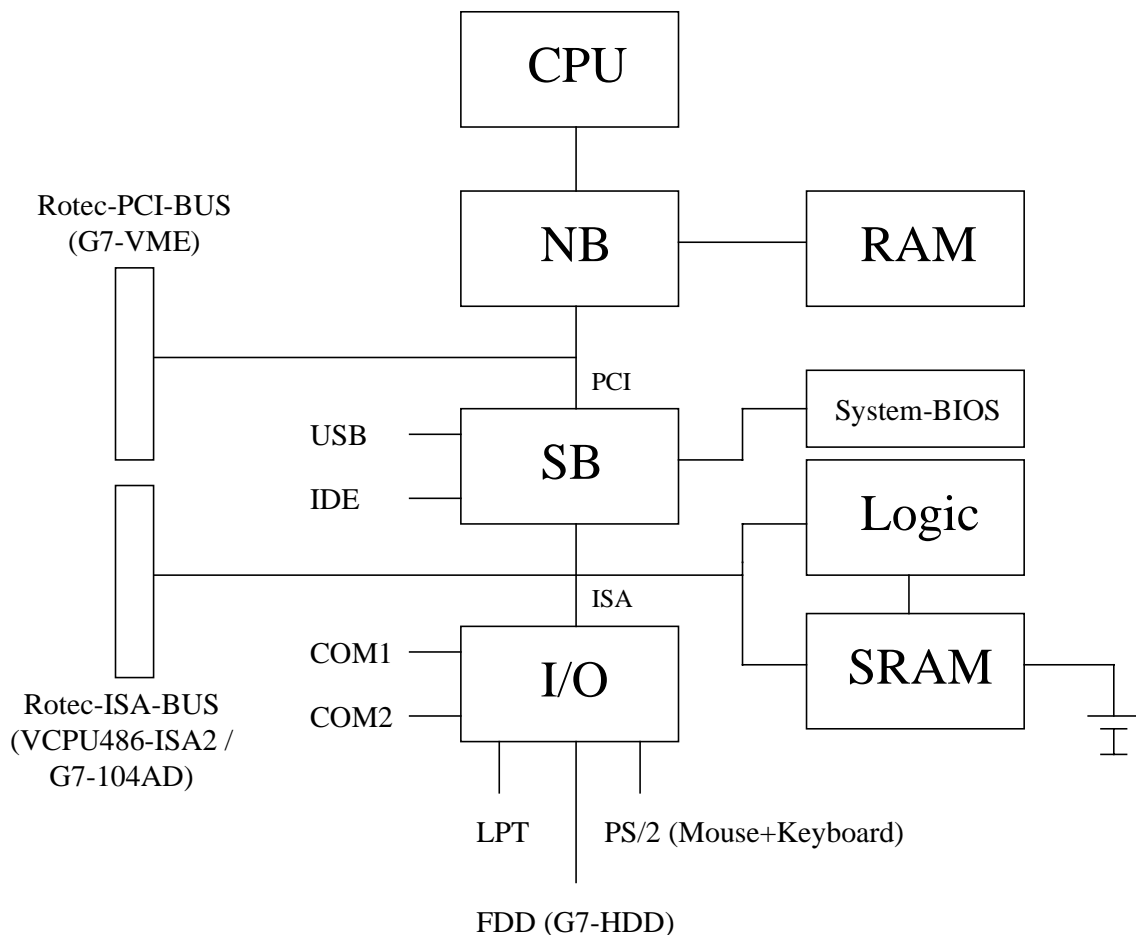 CPU
Rotec-PCI-BUS
(G7-VME)
NB
RAM
PCI
System-BIOS
USB
SB
IDE
Logic
ISA
COM1
I/O
SRAM
COM2
Rotec-ISA-BUS
(VCPU486-ISA2 /
G7-104AD)
LPT
PS/2 (Mouse+Keyboard)
FDD (G7-HDD)